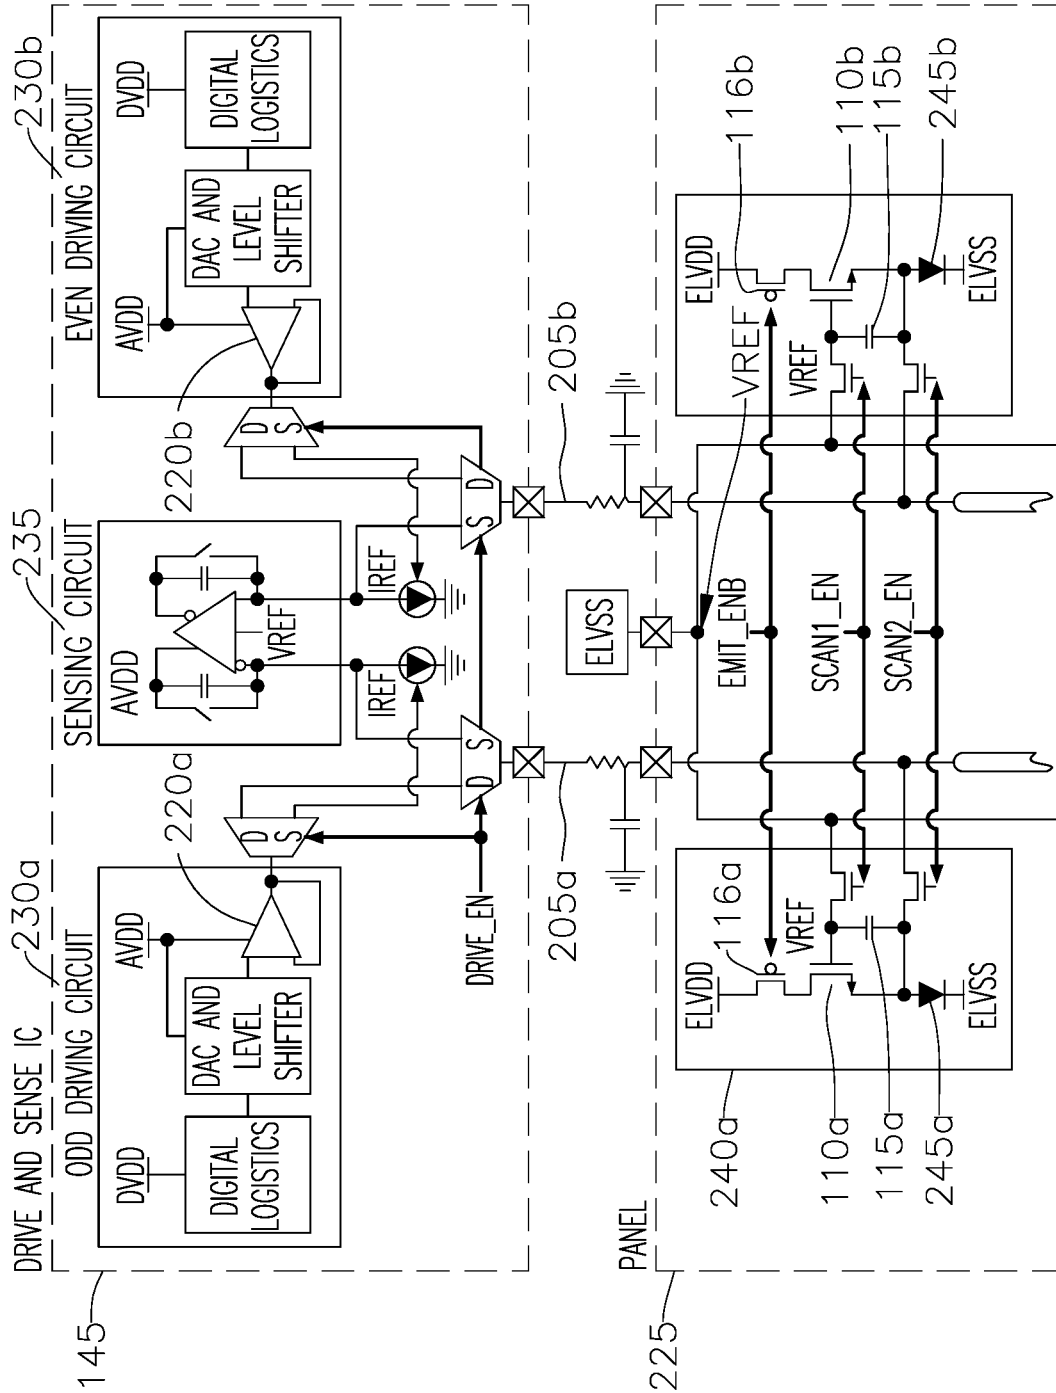 DRIVE AND SENSE IC
145
ODD DRIVING CIRCUIT
230a
SENSING CIRCUIT
235
EVEN DRIVING CIRCUIT
230b
DVDD
AVDD
220a
AVDD
220b
AVDD
DVDD
DIGITAL
LOGISTICS
DAC AND
LEVEL
SHIFTER
VREF
DAC AND
LEVEL
SHIFTER
DIGITAL
LOGISTICS
D
S
D
S
IREF
IREF
DRIVE_EN
D
S
S
D
205a
205b
PANEL
225
ELVSS
VREF
240a
ELVDD
116a
EMIT_ENB
ELVDD
116b
VREF
VREF
110a
110b
SCAN1_EN
115a
115b
SCAN2_EN
245a
245b
ELVSS
ELVSS